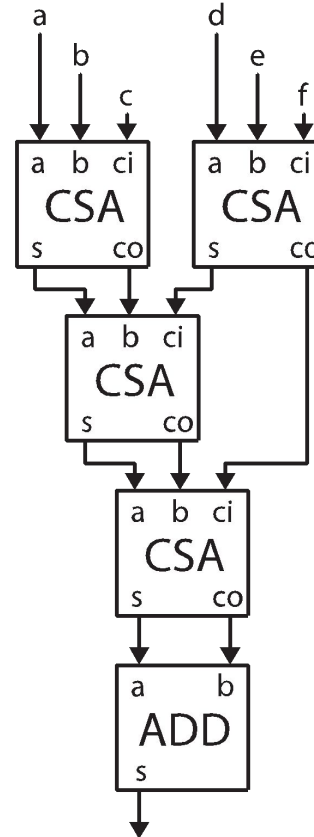 a d
b e
c f
a b ci a b ci
CSA CSA
s co s co
a b ci
CSA
s co
a b ci
CSA
s co
a b
ADD
s